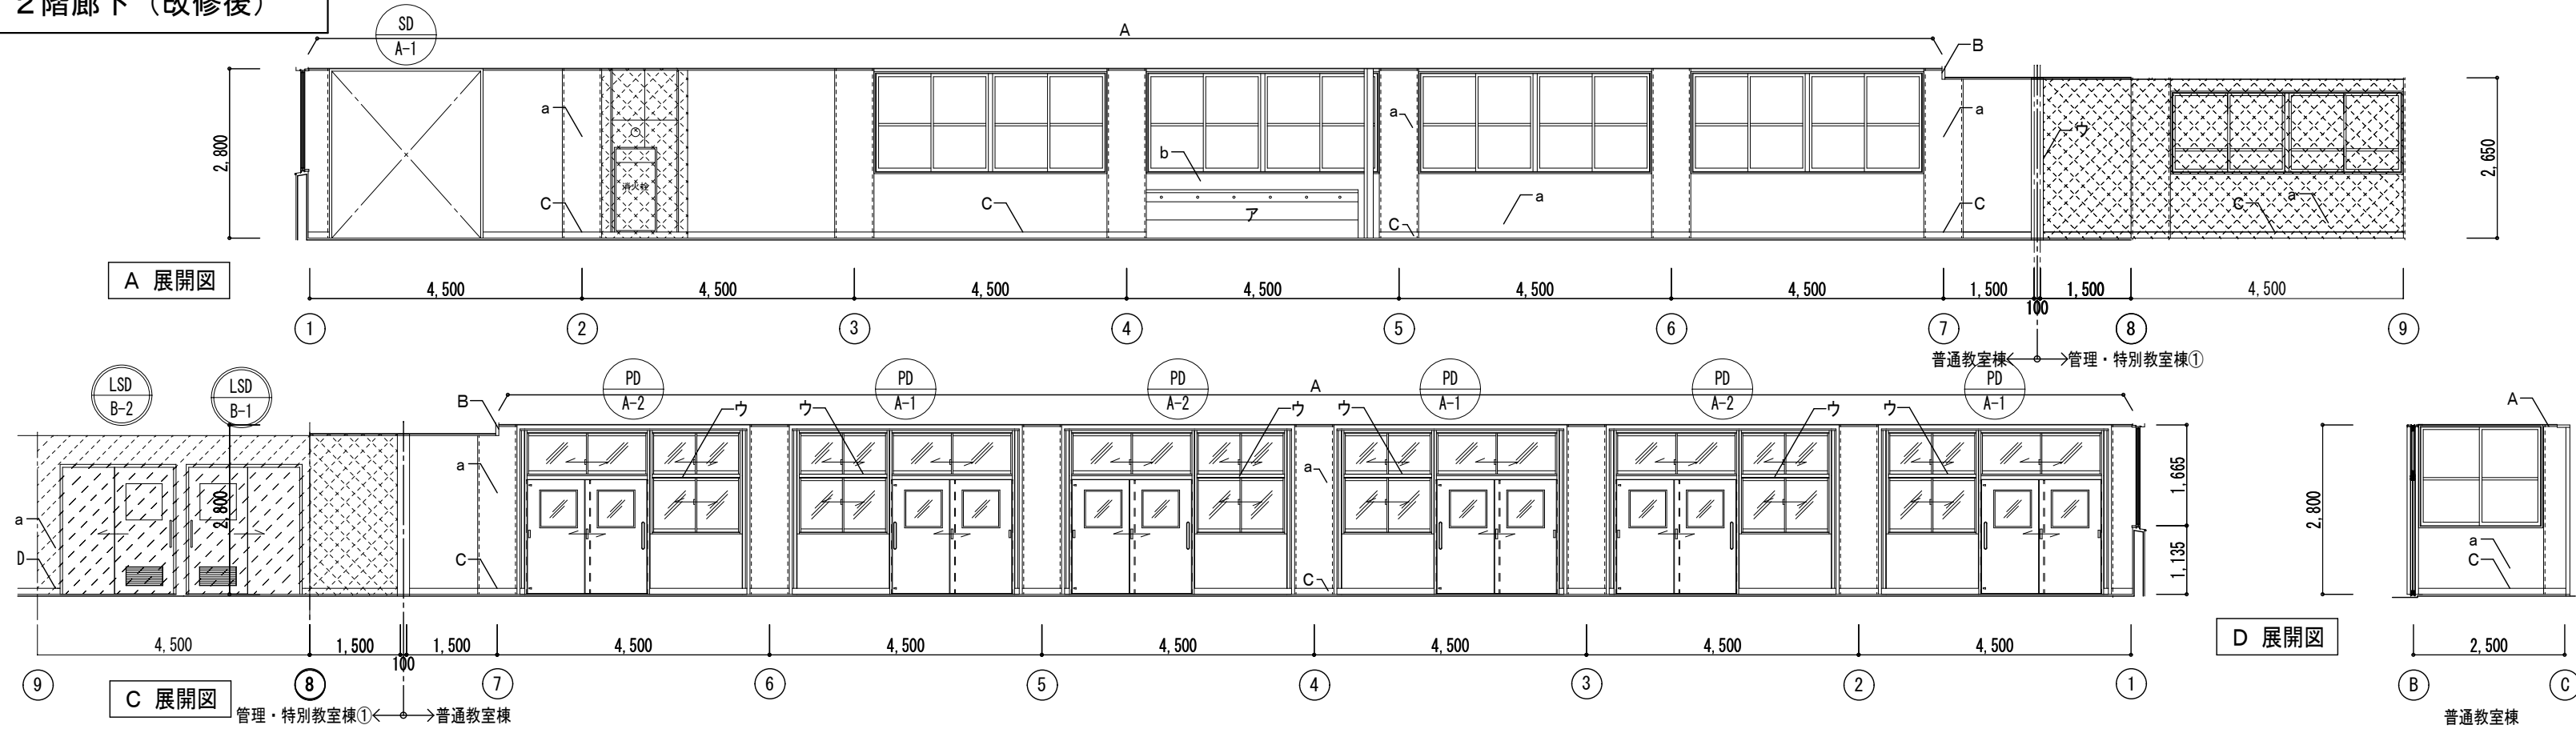 2階廊下（改修後）
SD
A-1
A
B
2,800
a
C
消火栓
C
b
ア
a
C
a
a
C
ウ
C
a
2,650
A 展開図
4,500
4,500
4,500
4,500
4,500
4,500
1,500
100
1,500
4,500
1
2
3
4
5
6
7
8
9
普通教室棟
管理・特別教室棟①
LSD
B-2
LSD
B-1
B
PD
A-2
ウ
ウ
PD
A-1
PD
A-2
ウ
ウ
PD
A-1
A
PD
A-2
ウ
ウ
PD
A-1
a
D
2,800
a
C
a
C
1,665
1,135
2,800
A
a
C
4,500
1,500
100
1,500
4,500
4,500
4,500
4,500
4,500
4,500
D 展開図
2,500
9
C 展開図
8
7
6
5
4
3
2
1
B
C
管理・特別教室棟①
普通教室棟
普通教室棟